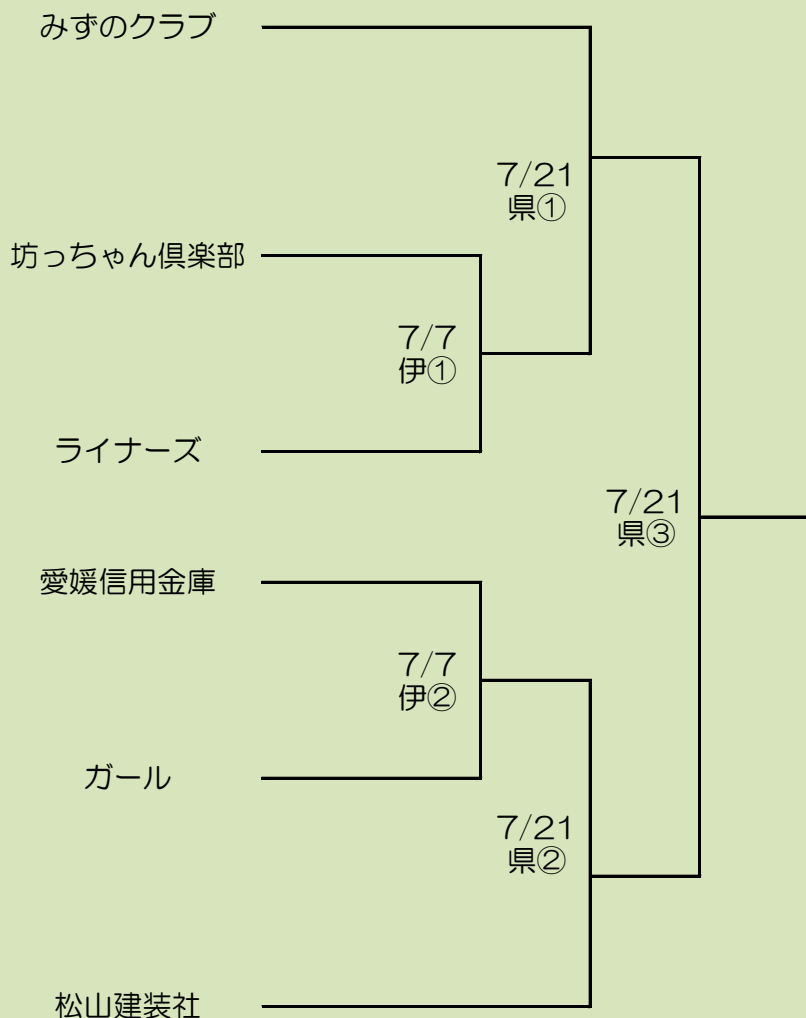 みずのクラブ
7/21
県①
坊っちゃん倶楽部
7/7
伊①
ライナーズ
7/21
県③
愛媛信用金庫
7/7
伊②
ガール
7/21
県②
松山建装社